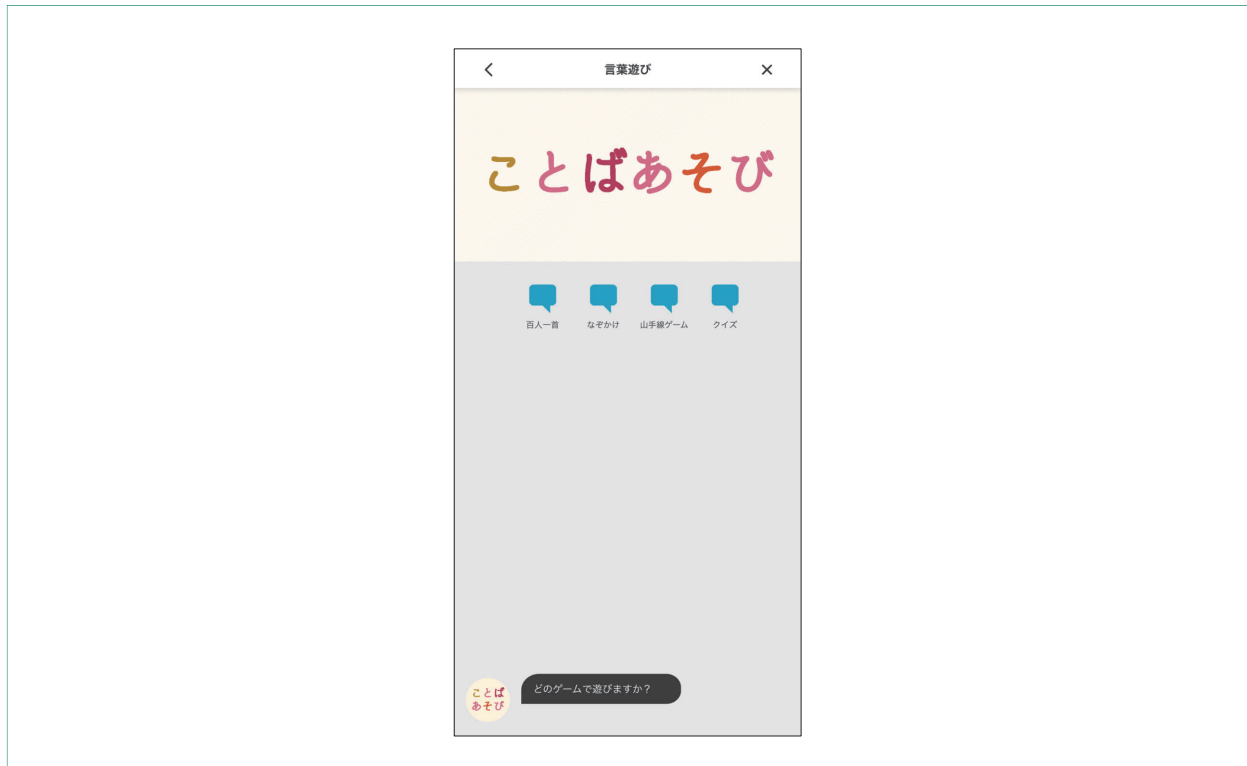 言葉遊び
ことばあそび
百人一首 なぞかけ 山手線ゲーム クイズ
ことば
あそび
どのゲームで遊びますか？